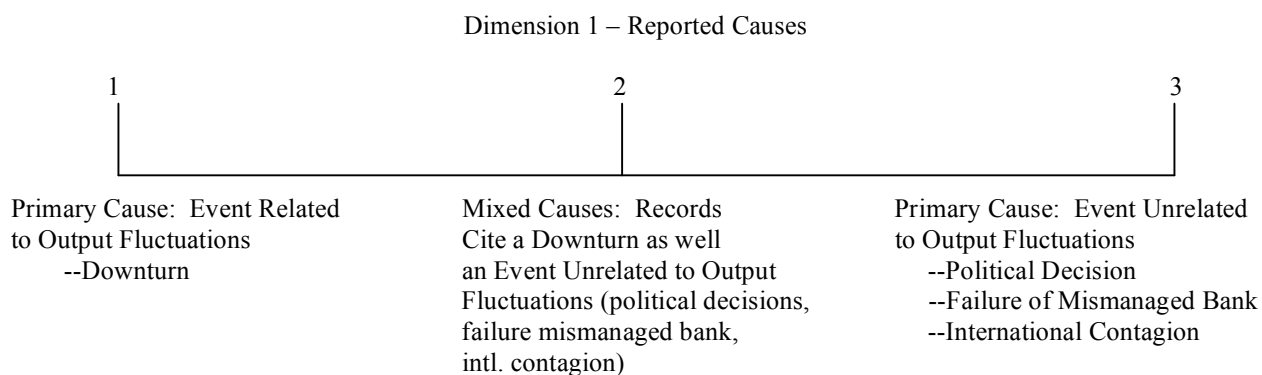 Dimension 1 – Reported Causes
1
2
3
Primary Cause:  Event Related
to Output Fluctuations
--Downturn
Mixed Causes:  Records
Cite a Downturn as well
an Event Unrelated to Output
Fluctuations (political decisions,
failure mismanaged bank,
intl. contagion)
Primary Cause:  Event Unrelated
to Output Fluctuations
--Political Decision
--Failure of Mismanaged Bank
--International Contagion